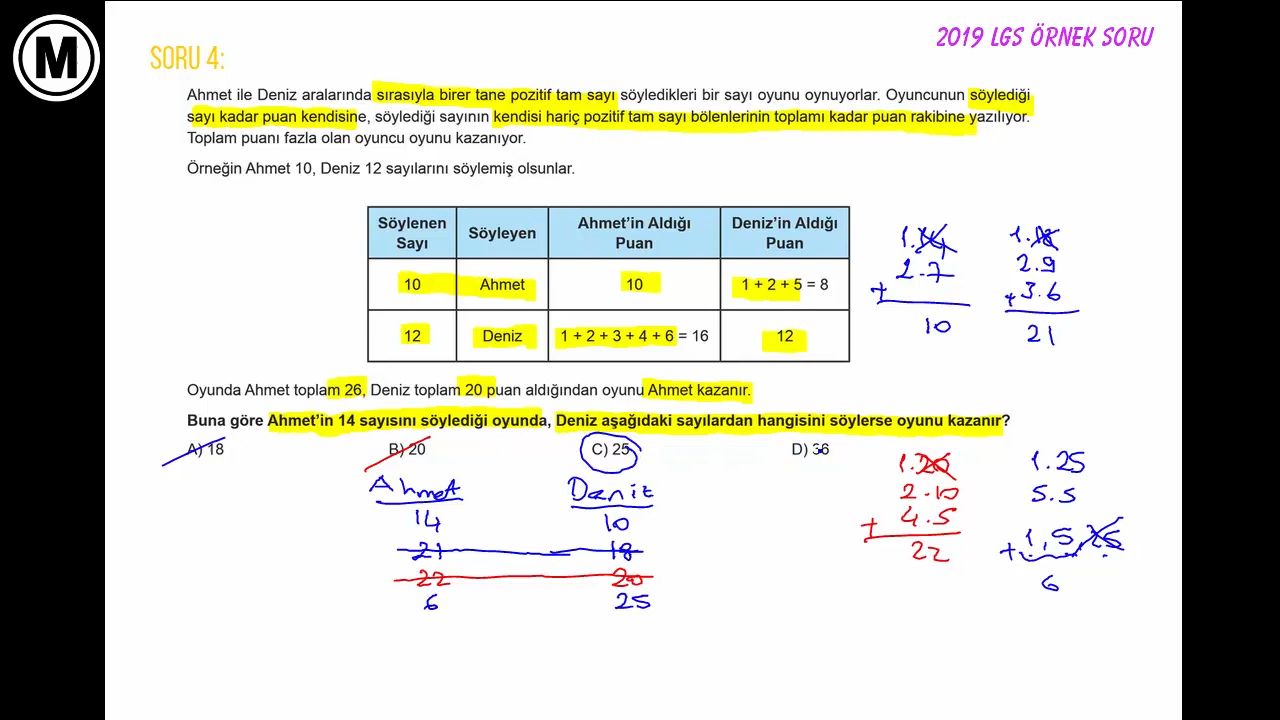 M
2019 LGS ÖRNEK SORU
SORU 4:
Ahmet ile Deniz aralarında sırasıyla birer tane pozitif tam sayı söyledikleri bir sayı oyunu oynuyorlar. Oyuncunun söylediği
sayı kadar puan kendisine, söylediği sayının kendisi hariç pozitif tam sayı bölenlerinin toplamı kadar puan rakibine yazılıyor.
Toplam puanı fazla olan oyuncu oyunu kazanıyor.
Örneğin Ahmet 10, Deniz 12 sayılarını söylemiş olsunlar.
Söylenen Sayı Söyleyen Ahmet'in Aldığı Puan Deniz'in Aldığı Puan
10 Ahmet 10 1 + 2 + 5 = 8
12 Deniz 1 + 2 + 3 + 4 + 6 = 16 12
1.14 1.18
2.7 2.9
+ + 3.6
10 21
Oyunda Ahmet toplam 26, Deniz toplam 20 puan aldığından oyunu Ahmet kazanır.
Buna göre Ahmet'in 14 sayısını söylediği oyunda, Deniz aşağıdaki sayılardan hangisini söylerse oyunu kazanır?
A) 18 B) 20 C) 25 D) 36
Ahmet Deniz
14 10
21 18
22 20
6 25
1.20 1.25
2.10 5.5
+ 4.5 + 1,5,25
22 6